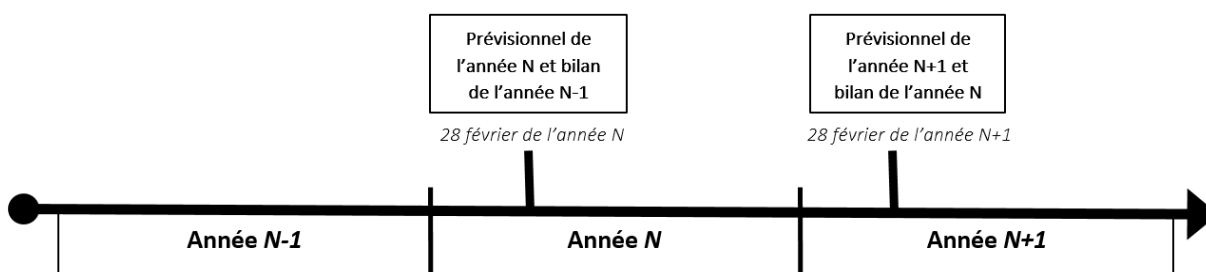 Prévisionnel de
l'année N et bilan
de l'année N-1
Prévisionnel de
l'année N+1 et
bilan de l'année N
28 février de l'année N
28 février de l'année N+1
Année N-1
Année N
Année N+1